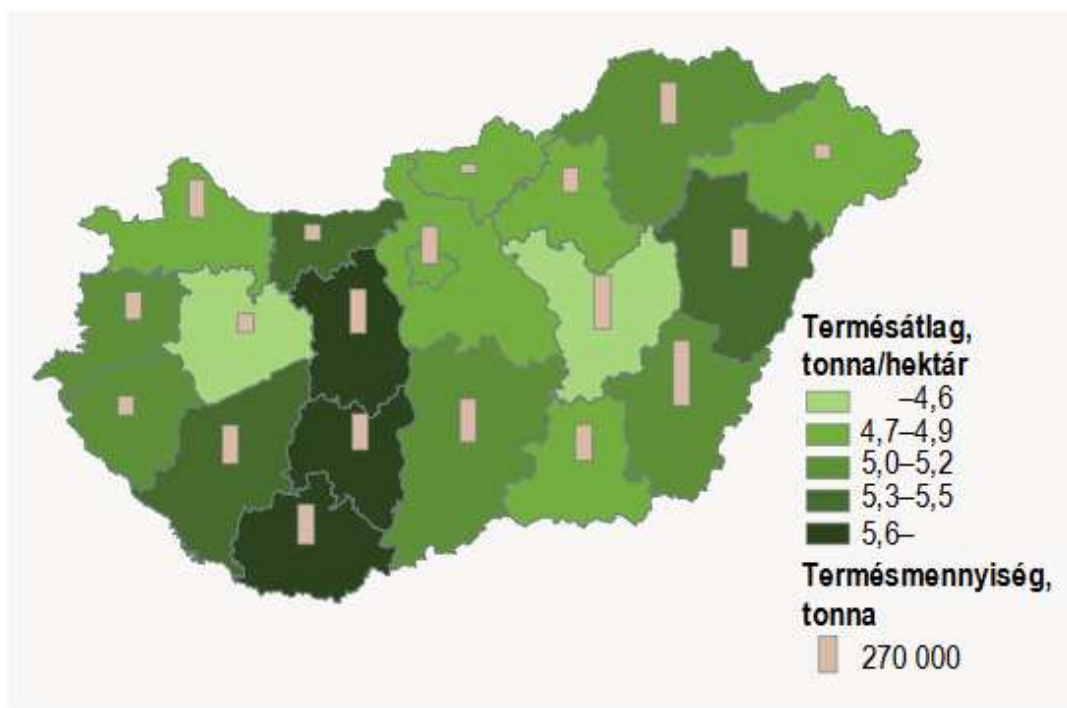 Termésátlag,
tonna/hektár
–4,6
4,7–4,9
5,0–5,2
5,3–5,5
5,6–
Termésmennyiség,
tonna
270 000